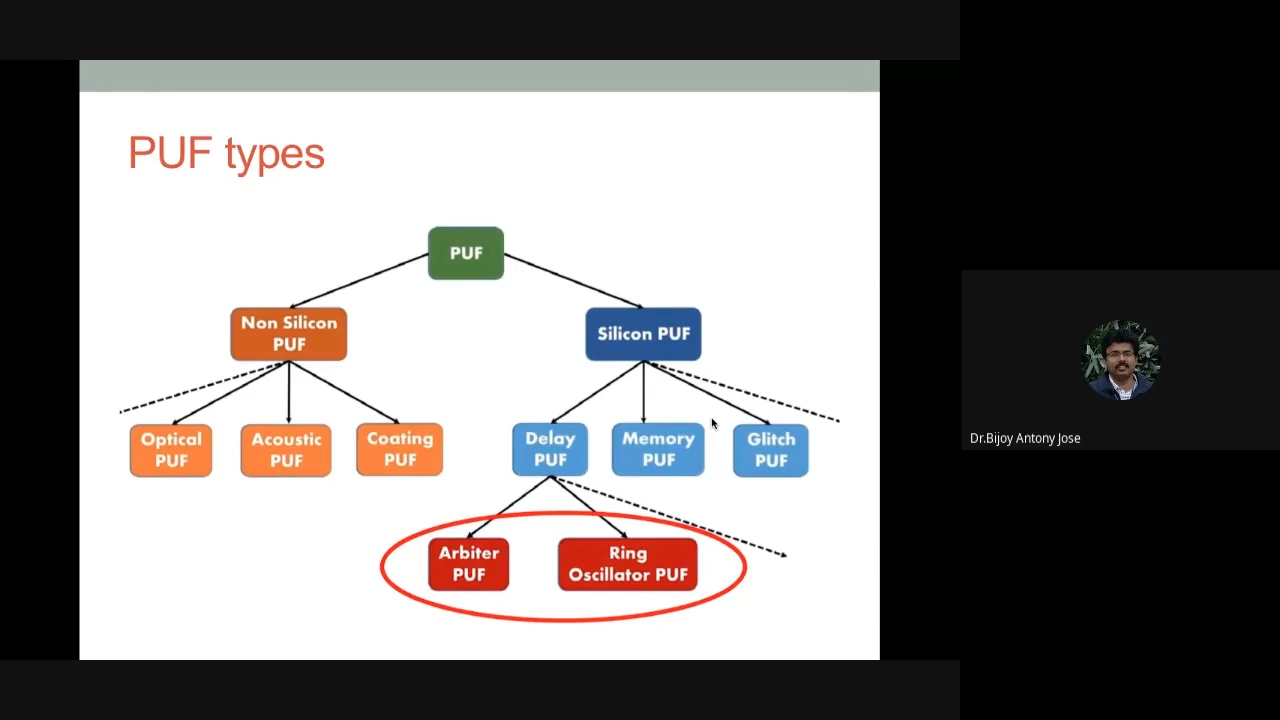 PUF types
PUF
Non Silicon
PUF
Silicon PUF
Optical
PUF
Acoustic
PUF
Coating
PUF
Delay
PUF
Memory
PUF
Glitch
PUF
Arbiter
PUF
Ring
Oscillator PUF
Dr.Bijoy Antony Jose